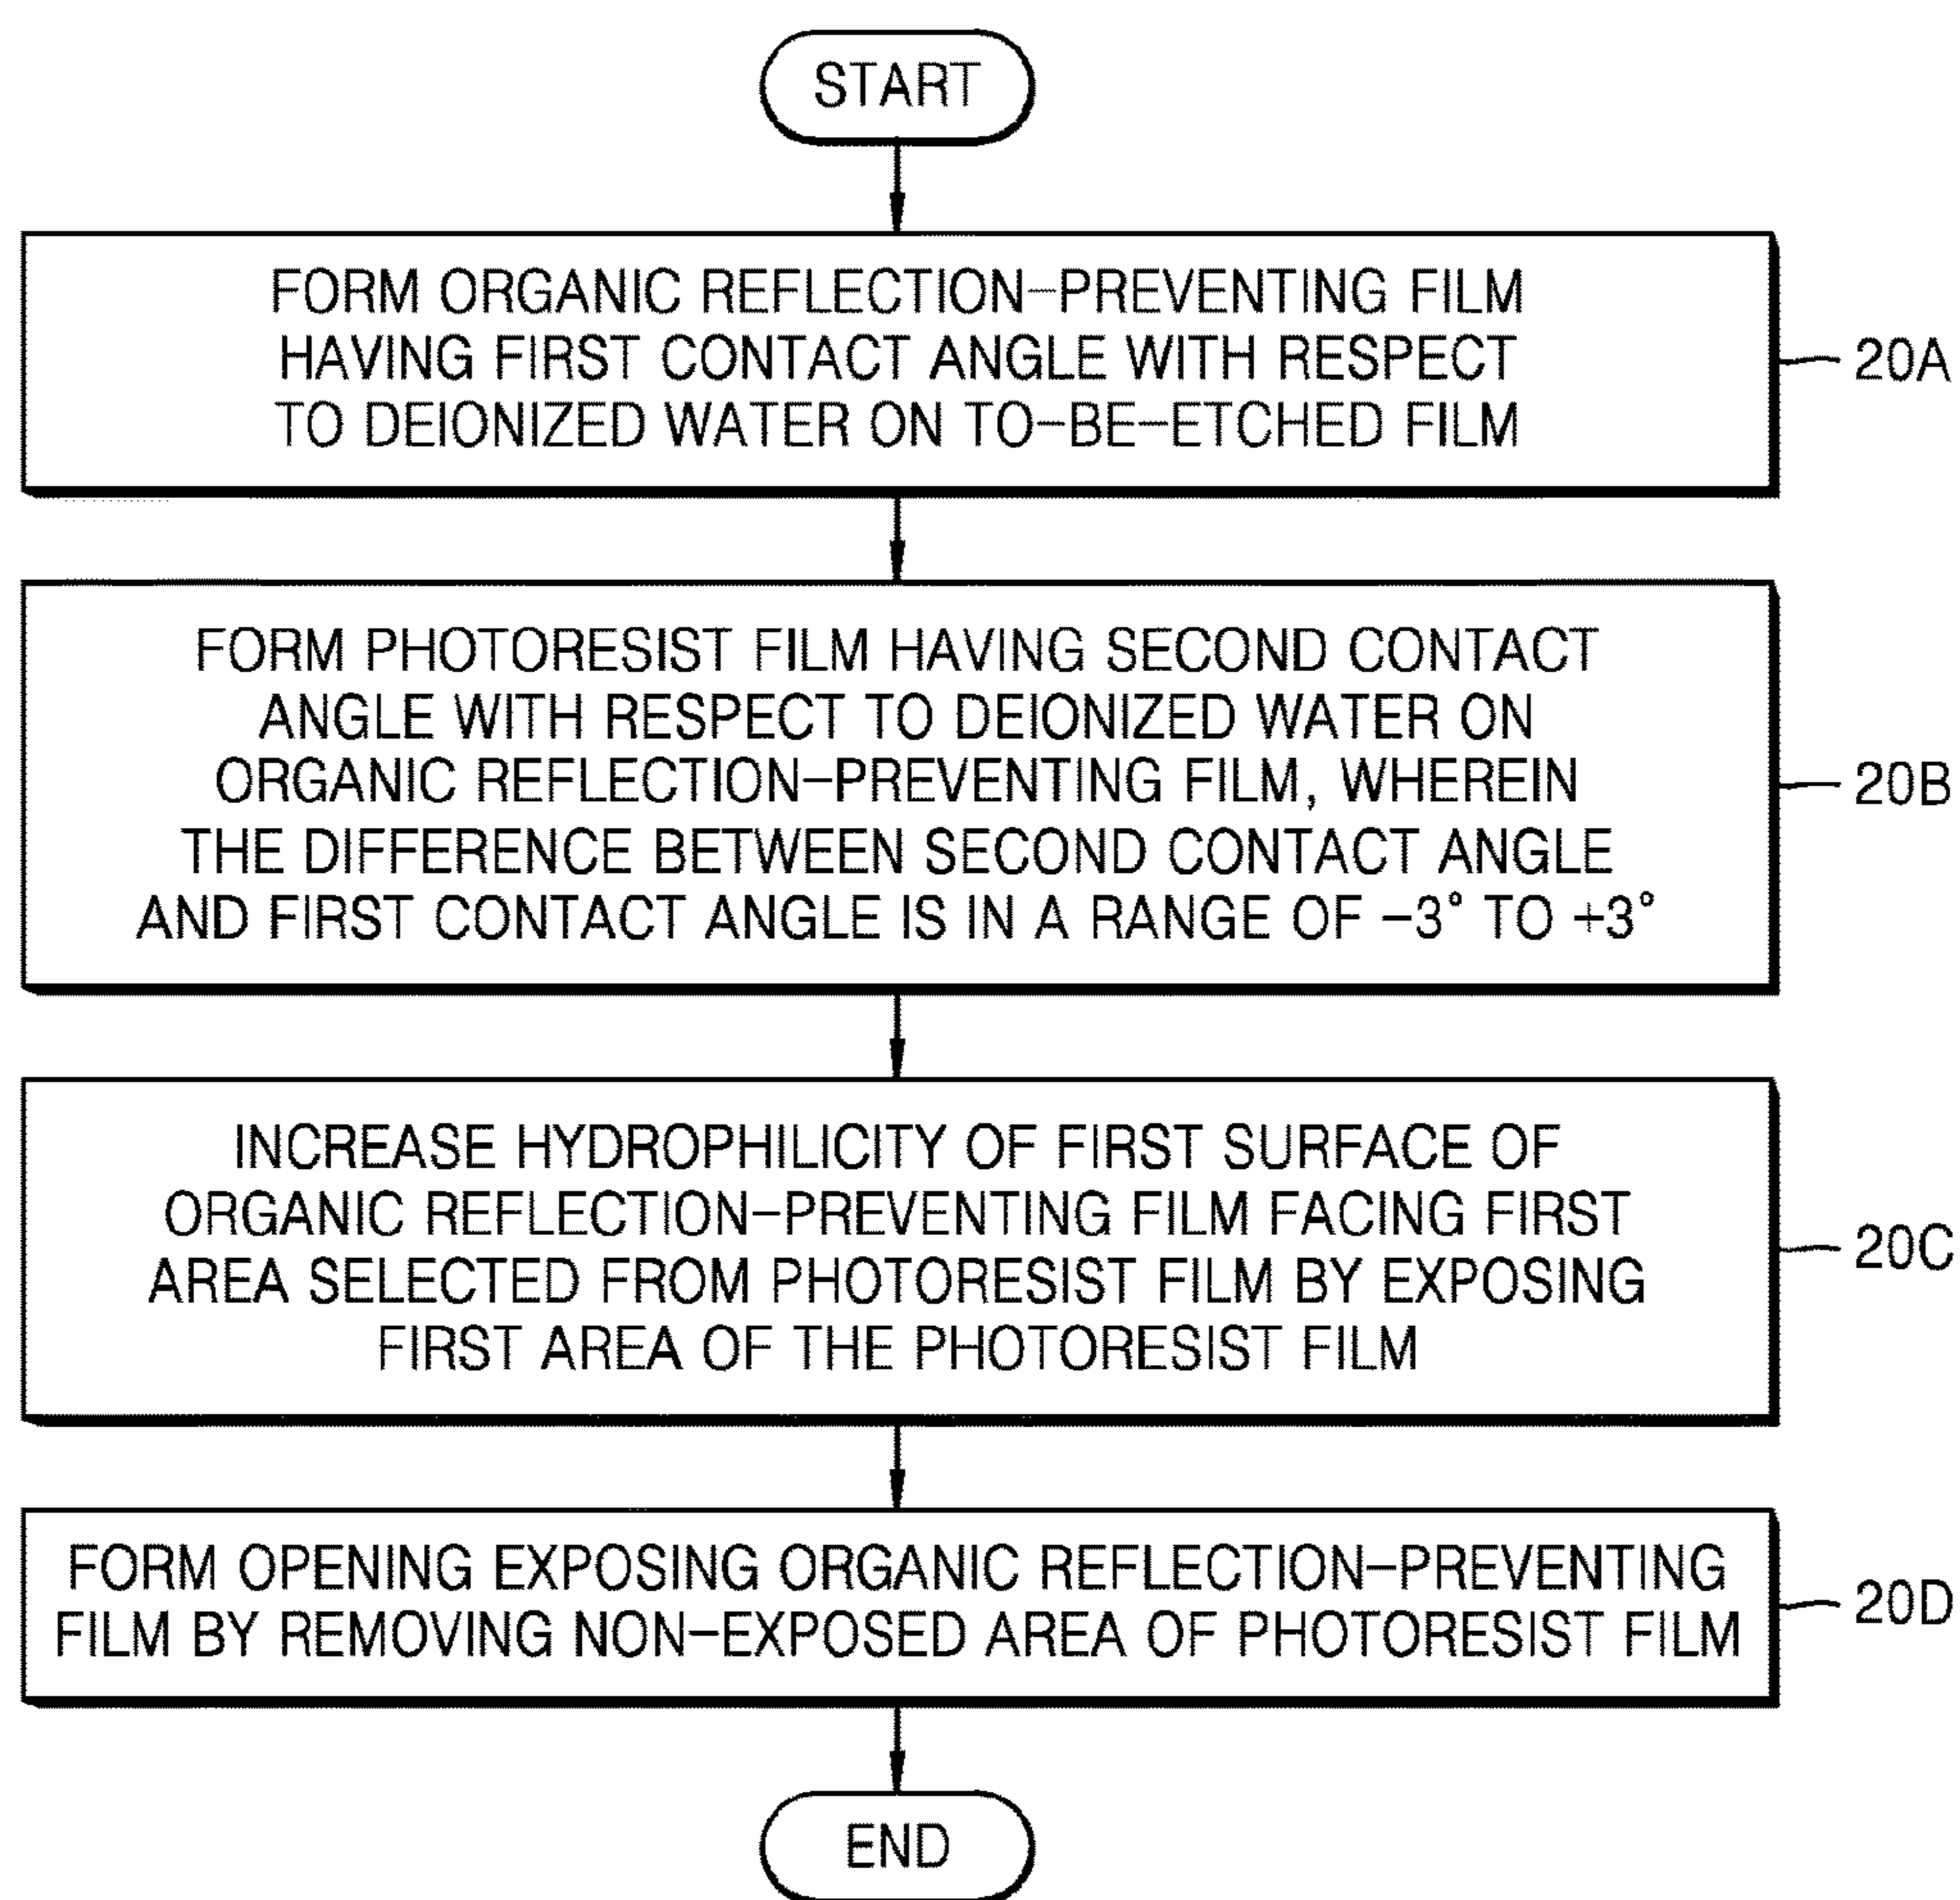 START
FORM ORGANIC REFLECTION-PREVENTING FILM
HAVING FIRST CONTACT ANGLE WITH RESPECT
TO DEIONIZED WATER ON TO-BE-ETCHED FILM
20A
FORM PHOTORESIST FILM HAVING SECOND CONTACT
ANGLE WITH RESPECT TO DEIONIZED WATER ON
ORGANIC REFLECTION-PREVENTING FILM, WHEREIN
THE DIFFERENCE BETWEEN SECOND CONTACT ANGLE
AND FIRST CONTACT ANGLE IS IN A RANGE OF -3° TO +3°
20B
INCREASE HYDROPHILICITY OF FIRST SURFACE OF
ORGANIC REFLECTION-PREVENTING FILM FACING FIRST
AREA SELECTED FROM PHOTORESIST FILM BY EXPOSING
FIRST AREA OF THE PHOTORESIST FILM
20C
FORM OPENING EXPOSING ORGANIC REFLECTION-PREVENTING
FILM BY REMOVING NON-EXPOSED AREA OF PHOTORESIST FILM
20D
END